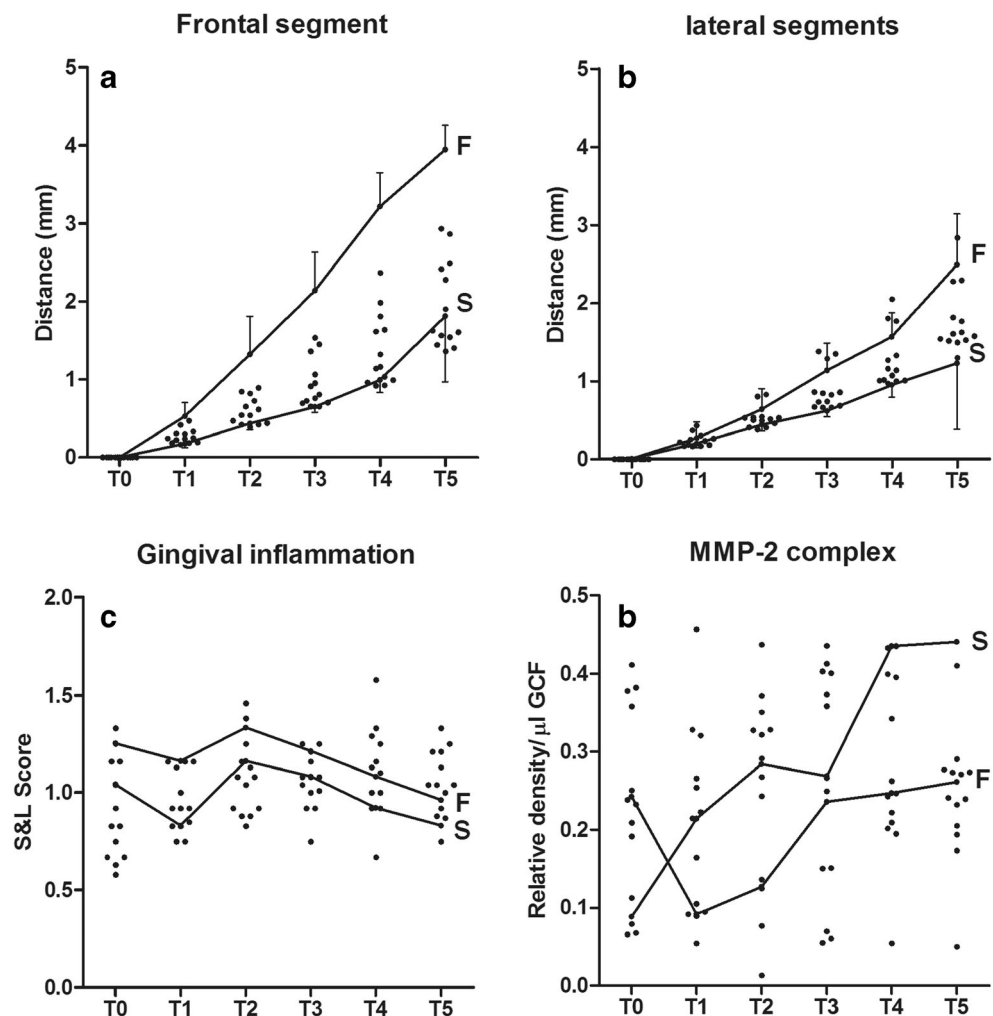 Frontal segment
a
Distance (mm)
5
4
3
2
1
0
F
S
T0 T1 T2 T3 T4 T5
lateral segments
b
Distance (mm)
5
4
3
2
1
0
F
S
T0 T1 T2 T3 T4 T5
Gingival inflammation
c
S&L Score
2.0
1.5
1.0
0.5
0.0
F
S
T0 T1 T2 T3 T4 T5
MMP-2 complex
b
Relative density/ µl GCF
0.5
0.4
0.3
0.2
0.1
0.0
S
F
T0 T1 T2 T3 T4 T5